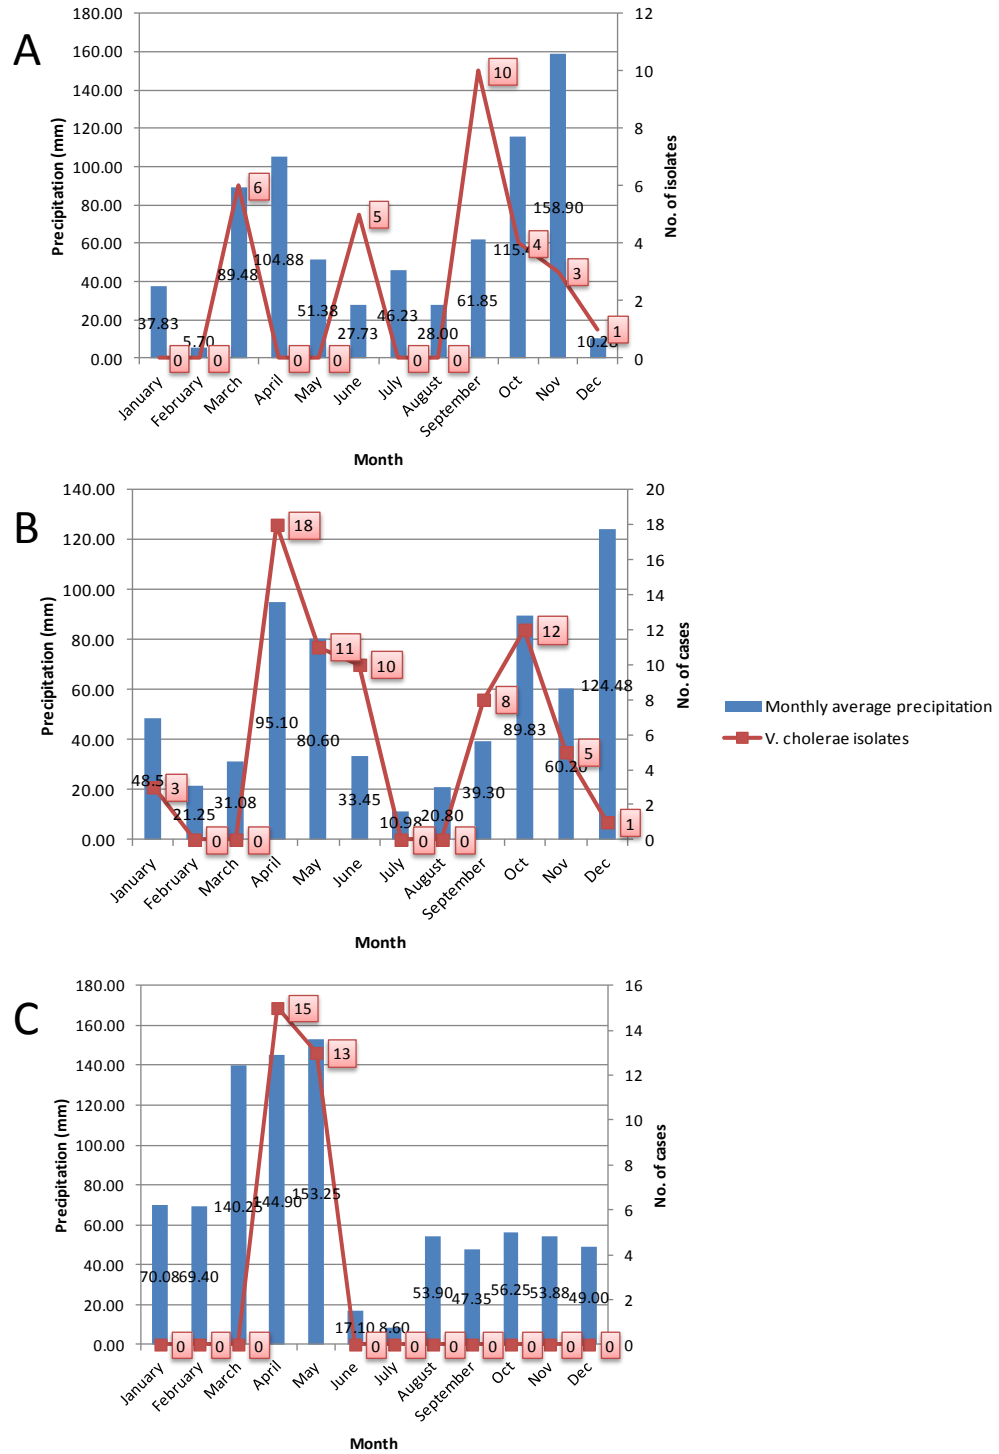 A
180.00
160.00
140.00
120.00
100.00
80.00
60.00
40.00
20.00
0.00
Precipitation (mm)
12
10
8
6
4
2
0
No. of isolates
37.83
5.70
89.48
104.88
51.38
27.73
46.23
28.00
61.85
158.90
0
0
6
0
0
5
0
0
10
4
3
1
January
February
March
April
May
June
July
August
September
Oct
Nov
Dec
Month
B
140.00
120.00
100.00
80.00
60.00
40.00
20.00
0.00
Precipitation (mm)
20
18
16
14
12
10
8
6
4
2
0
No. of cases
48.5
21.25
31.08
95.10
80.60
33.45
10.98
20.80
39.30
89.83
60.20
124.48
3
0
0
18
11
10
0
0
8
12
5
1
January
February
March
April
May
June
July
August
September
Oct
Nov
Dec
Month
Monthly average precipitation
V. cholerae isolates
C
180.00
160.00
140.00
120.00
100.00
80.00
60.00
40.00
20.00
0.00
Precipitation (mm)
16
14
12
10
8
6
4
2
0
No. of cases
70.08
69.40
140.25
144.90
153.25
17.10
8.60
53.90
47.35
56.25
53.88
49.00
0
0
0
15
13
0
0
0
0
0
0
0
January
February
March
April
May
June
July
August
September
Oct
Nov
Dec
Month